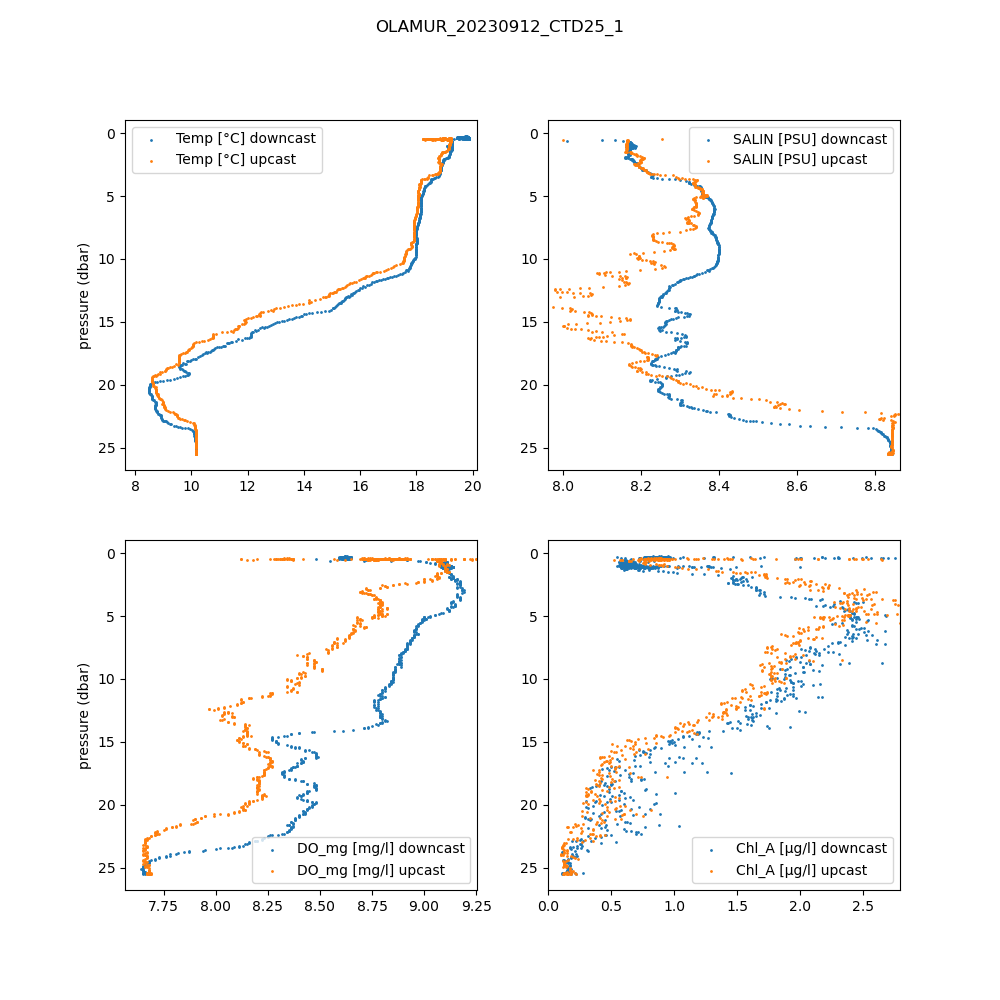 OLAMUR_20230912_CTD25_1
Temp [°C] downcast
Temp [°C] upcast
SALIN [PSU] downcast
SALIN [PSU] upcast
0
5
10
15
20
25
pressure (dbar)
8 10 12 14 16 18 20
0
5
10
15
20
25
8.0 8.2 8.4 8.6 8.8
0
5
10
15
20
25
pressure (dbar)
DO_mg [mg/l] downcast
DO_mg [mg/l] upcast
7.75 8.00 8.25 8.50 8.75 9.00 9.25
0
5
10
15
20
25
Chl_A [µg/l] downcast
Chl_A [µg/l] upcast
0.0 0.5 1.0 1.5 2.0 2.5